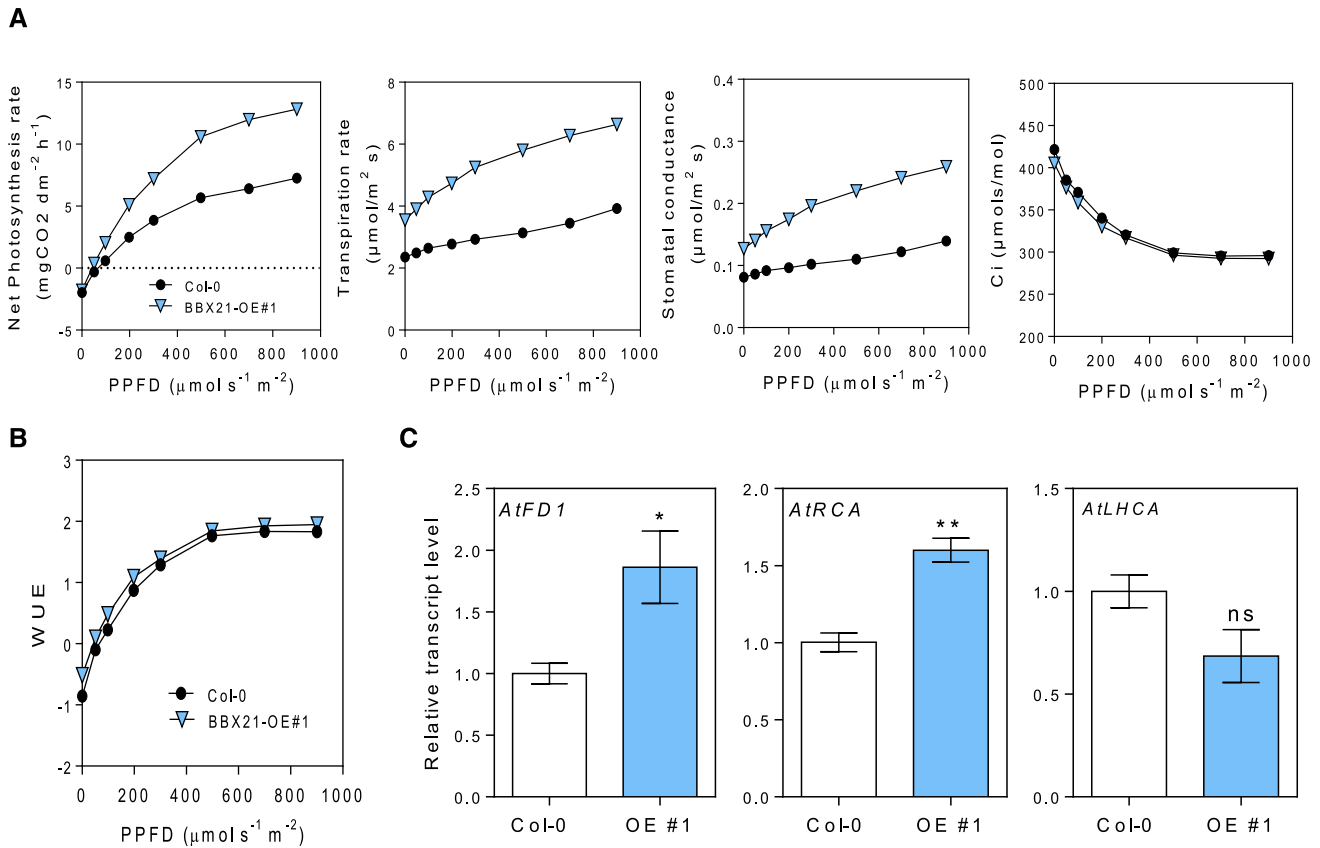 A
Net Photosynthesis rate
(mgCO2 dm⁻² h⁻¹)
15
10
5
0
-5
Col-0
BBX21-OE#1
0 200 400 600 800 1000
PPFD (μmol s⁻¹ m⁻²)
Transpiration rate
(μmol/m² s)
8
6
4
2
0
0 200 400 600 800 1000
PPFD (μmol s⁻¹ m⁻²)
Stomatal conductance
(μmol/m² s)
0.4
0.3
0.2
0.1
0.0
0 200 400 600 800 1000
PPFD (μmol s⁻¹ m⁻²)
Ci (μmols/mol)
500
450
400
350
300
250
200
0 200 400 600 800 1000
PPFD (μmol s⁻¹ m⁻²)
B
WUE
3
2
1
0
-1
-2
Col-0
BBX21-OE#1
0 200 400 600 800 1000
PPFD (μmol s⁻¹ m⁻²)
C
Relative transcript level
2.5
2.0
1.5
1.0
0.5
0.0
AtFD1
*
Col-0 OE #1
2.0
1.5
1.0
0.5
0.0
AtRCA
**
Col-0 OE #1
1.5
1.0
0.5
0.0
AtLHCA
ns
Col-0 OE #1